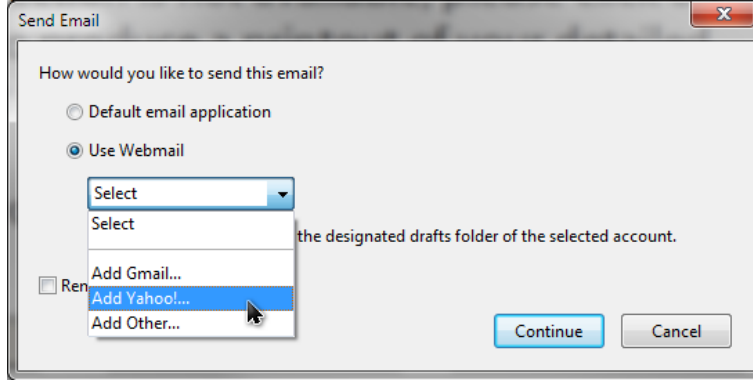 Send Email
How would you like to send this email?
Default email application
Use Webmail
Select
Select
the designated drafts folder of the selected account.
Add Gmail...
Ren
Add Yahoo!...
Add Other...
Continue
Cancel